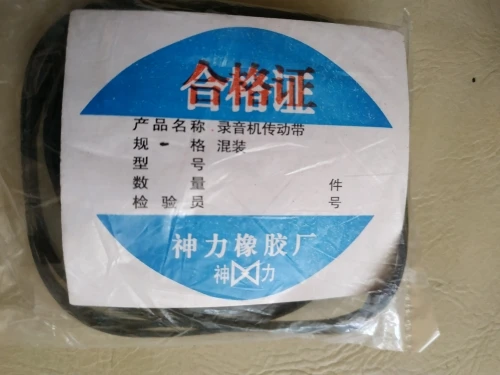 合格证
产品名称 录音机传动带
规格 混装
型号
数量 件
检验员 号
神力橡胶厂
神力